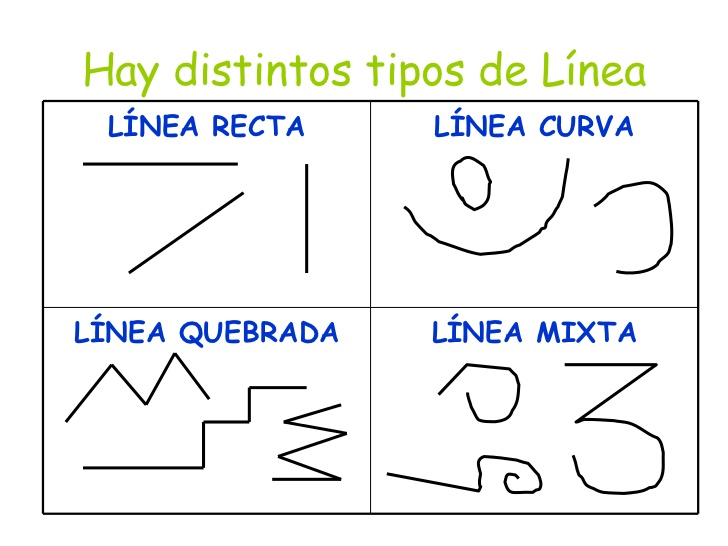 Hay distintos tipos de Línea
LÍNEA RECTA
LÍNEA CURVA
LÍNEA QUEBRADA
LÍNEA MIXTA